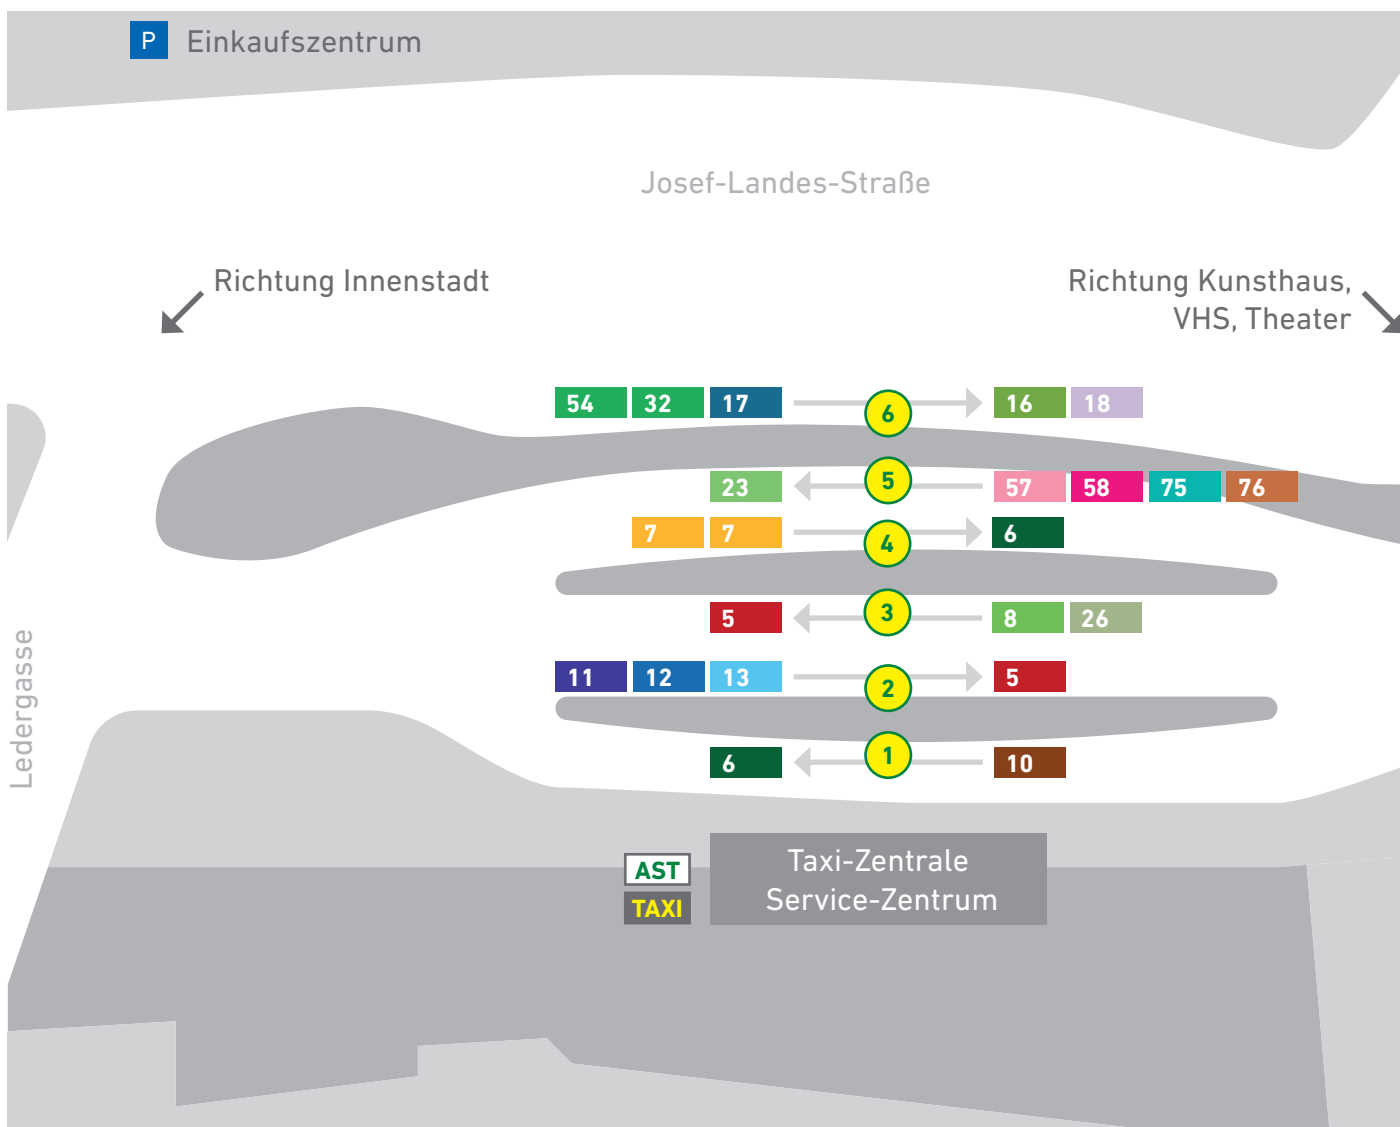 P Einkaufszentrum
Josef-Landes-Straße
Richtung Innenstadt
Richtung Kunsthaus,
VHS, Theater
54 32 17 6 16 18
23 5 57 58 75 76
7 7 4 6
5 3 8 26
11 12 13 2 5
6 1 10
Ledergasse
AST
TAXI
Taxi-Zentrale
Service-Zentrum